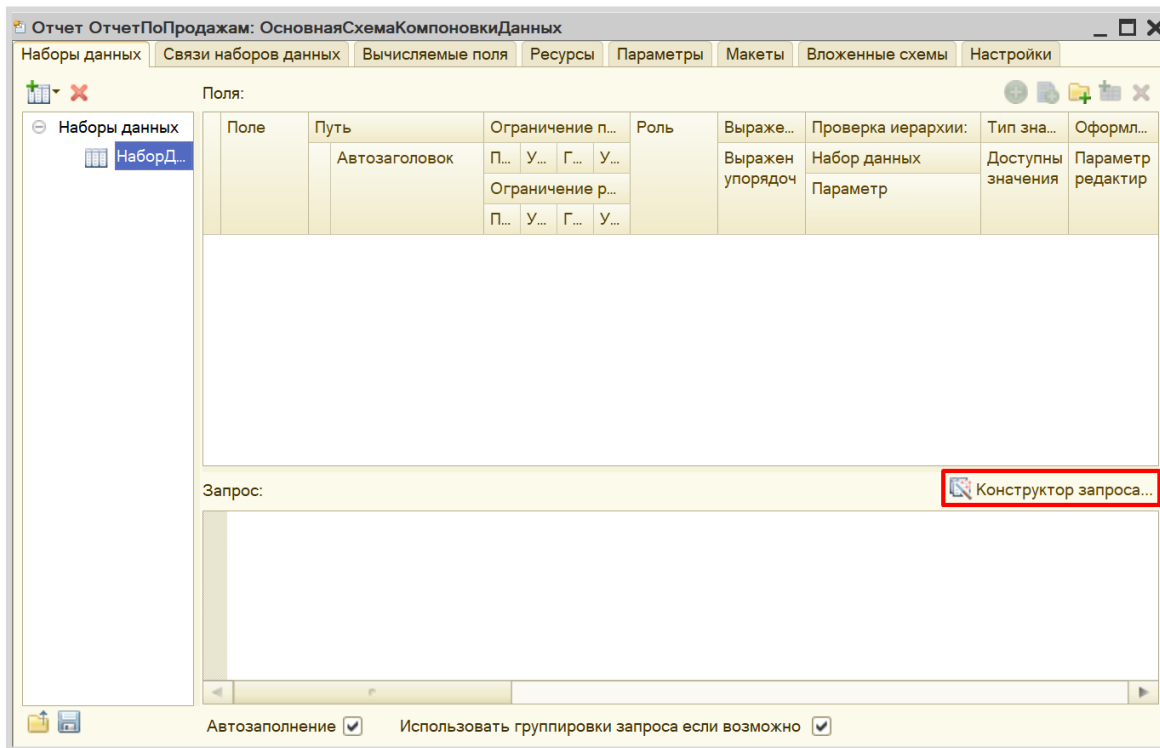 Отчет ОтчетПоПродажам: ОсновнаяСхемаКомпоновкиДанных
Наборы данных Связи наборов данных Вычисляемые поля Ресурсы Параметры Макеты Вложенные схемы Настройки
Поля:
Наборы данных
НаборД...
Поле Путь Ограничение п... Роль Выраже... Проверка иерархии: Тип зна... Оформл...
Автозаголовок П... У... Г... У... Выражен упорядоч Набор данных Доступны значения Параметр редактир
Ограничение р... Параметр
П... У... Г... У...
Запрос:
Конструктор запроса...
Автозаполнение Использовать группировки запроса если возможно